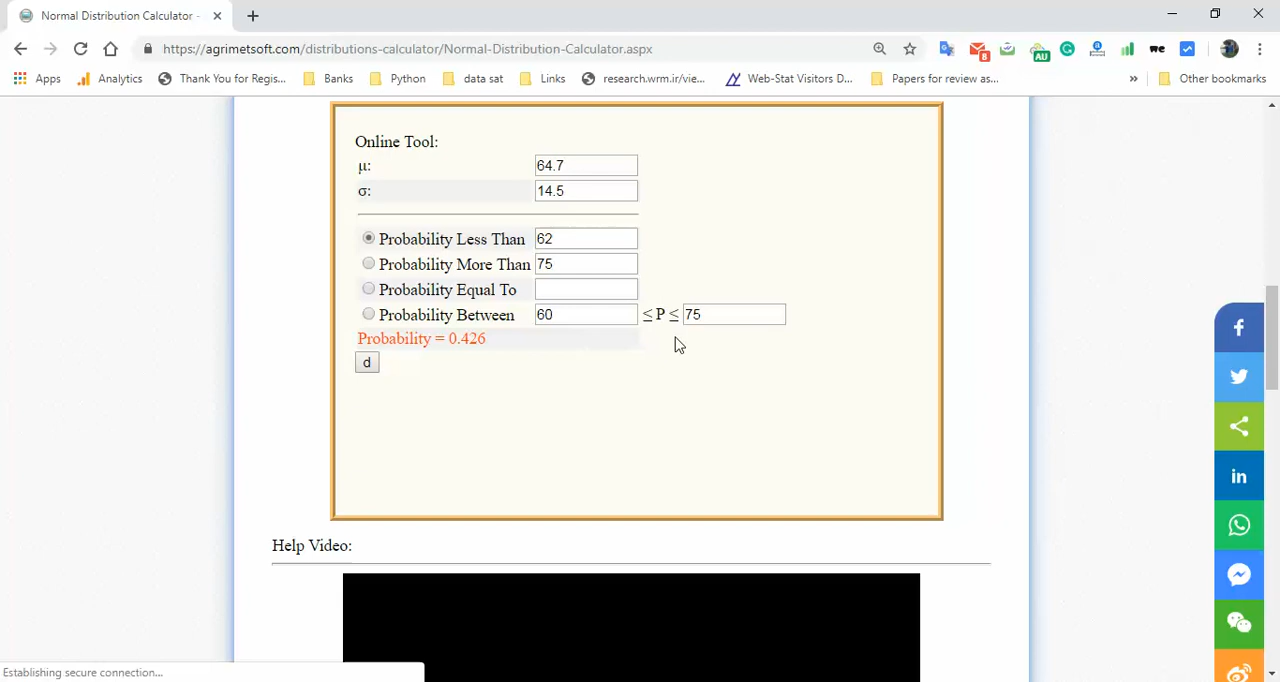 Normal Distribution Calculator -
https://agrimetsoft.com/distributions-calculator/Normal-Distribution-Calculator.aspx
8
AU
Apps Analytics Thank You for Regis... Banks Python data sat Links research.wrm.ir/vie... Web-Stat Visitors D... Papers for review as... » Other bookmarks
Online Tool:
μ: 64.7
σ: 14.5
Probability Less Than 62
Probability More Than 75
Probability Equal To
Probability Between 60 ≤ P ≤ 75
Probability = 0.426
d
Help Video:
Establishing secure connection...